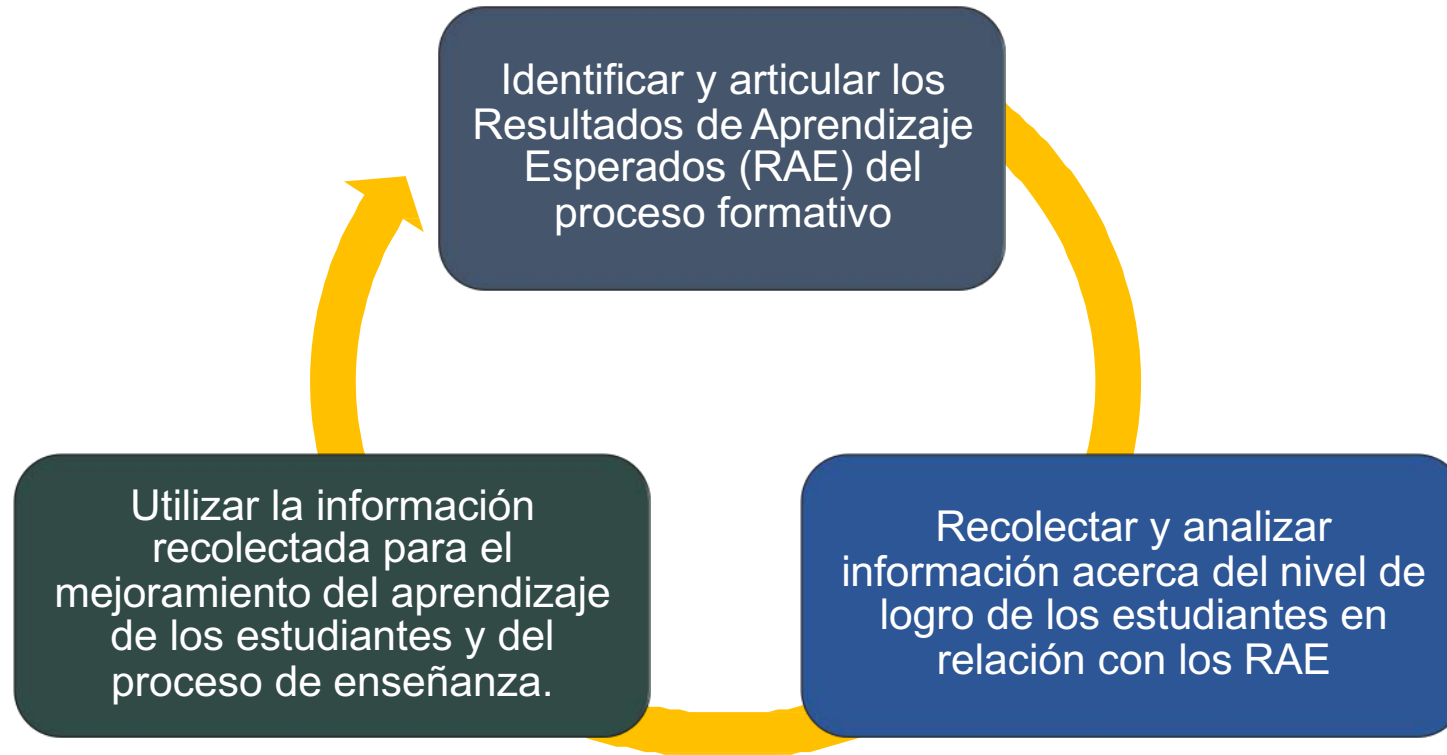 Identificar y articular los
Resultados de Aprendizaje
Esperados (RAE) del
proceso formativo
Utilizar la información
recolectada para el
mejoramiento del aprendizaje
de los estudiantes y del
proceso de enseñanza.
Recolectar y analizar
información acerca del nivel de
logro de los estudiantes en
relación con los RAE